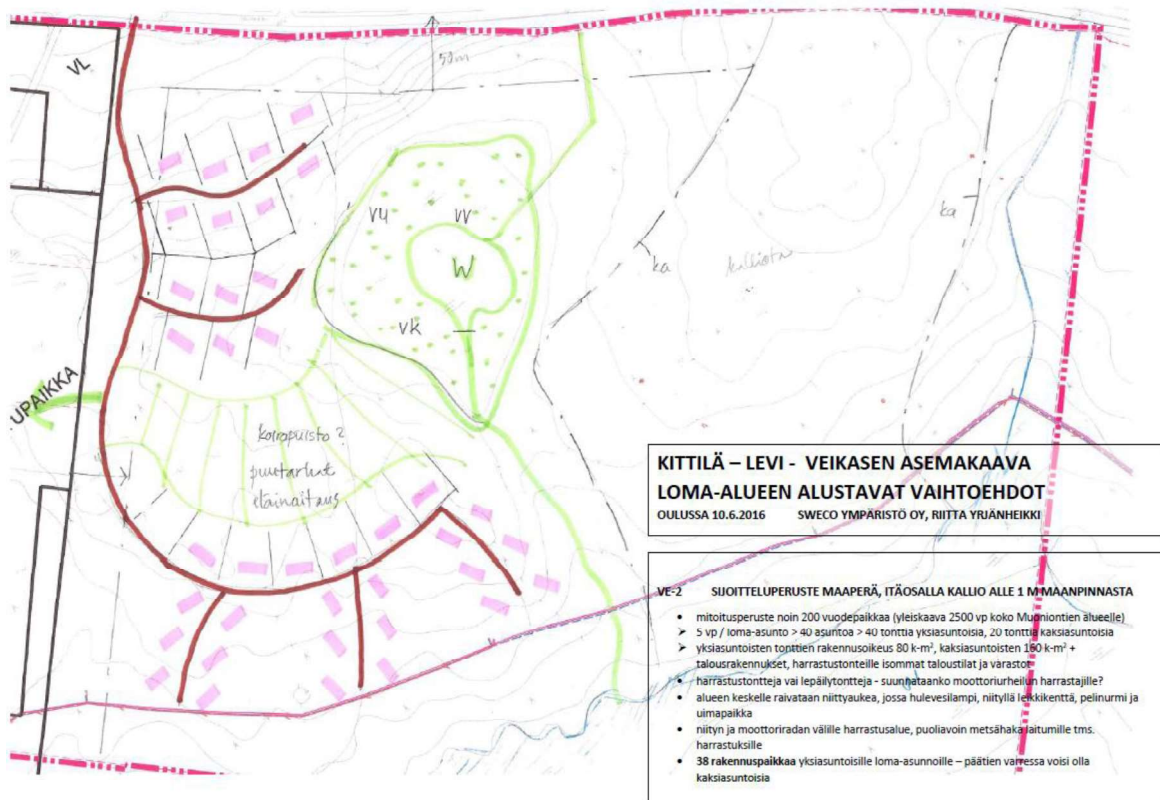 VL
50m
VU
VV
W
VK
ka
ka
kalliota
UPAIKKA
Koirapuisto?
puutarhat
eläinaitaus
KITTILÄ – LEVI - VEIKASEN ASEMAKAAVA
LOMA-ALUEEN ALUSTAVAT VAIHTOEHDOT
OULUSSA 10.6.2016 SWECO YMPÄRISTÖ OY, RIITTA YRJÄNHEIKKI
VE-2 SIJOITTELUPERUSTE MAAPERÄ, ITÄOSALLA KALLIO ALLE 1 M MAANPINNASTA
• mitoitusperuste noin 200 vuodepaikkaa (yleiskaava 2500 vp koko Muoniontien alueelle)
➢ 5 vp / loma-asunto > 40 asuntoa > 40 tonttia yksiasuntoisia, 20 tonttia kaksiasuntoisia
➢ yksiasuntoisten tonttien rakennusoikeus 80 k-m², kaksiasuntoisten 160 k-m² +
talousrakennukset, harrastustonteille isommat taloustilat ja varastot
• harrastustontteja vai lepäilytontteja - suunnataanko moottoriurheilun harrastajille?
• alueen keskelle raivataan niittyaukea, jossa hulevesilampi, niityllä leikkikenttä, pelinurmi ja
uimapaikka
• niityn ja moottoriradan välille harrastusalue, puoliavoin metsähaka laitumille tms.
harrastuksille
• 38 rakennuspaikkaa yksiasuntoisille loma-asunnoille – päätien varressa voisi olla
kaksiasuntoisia